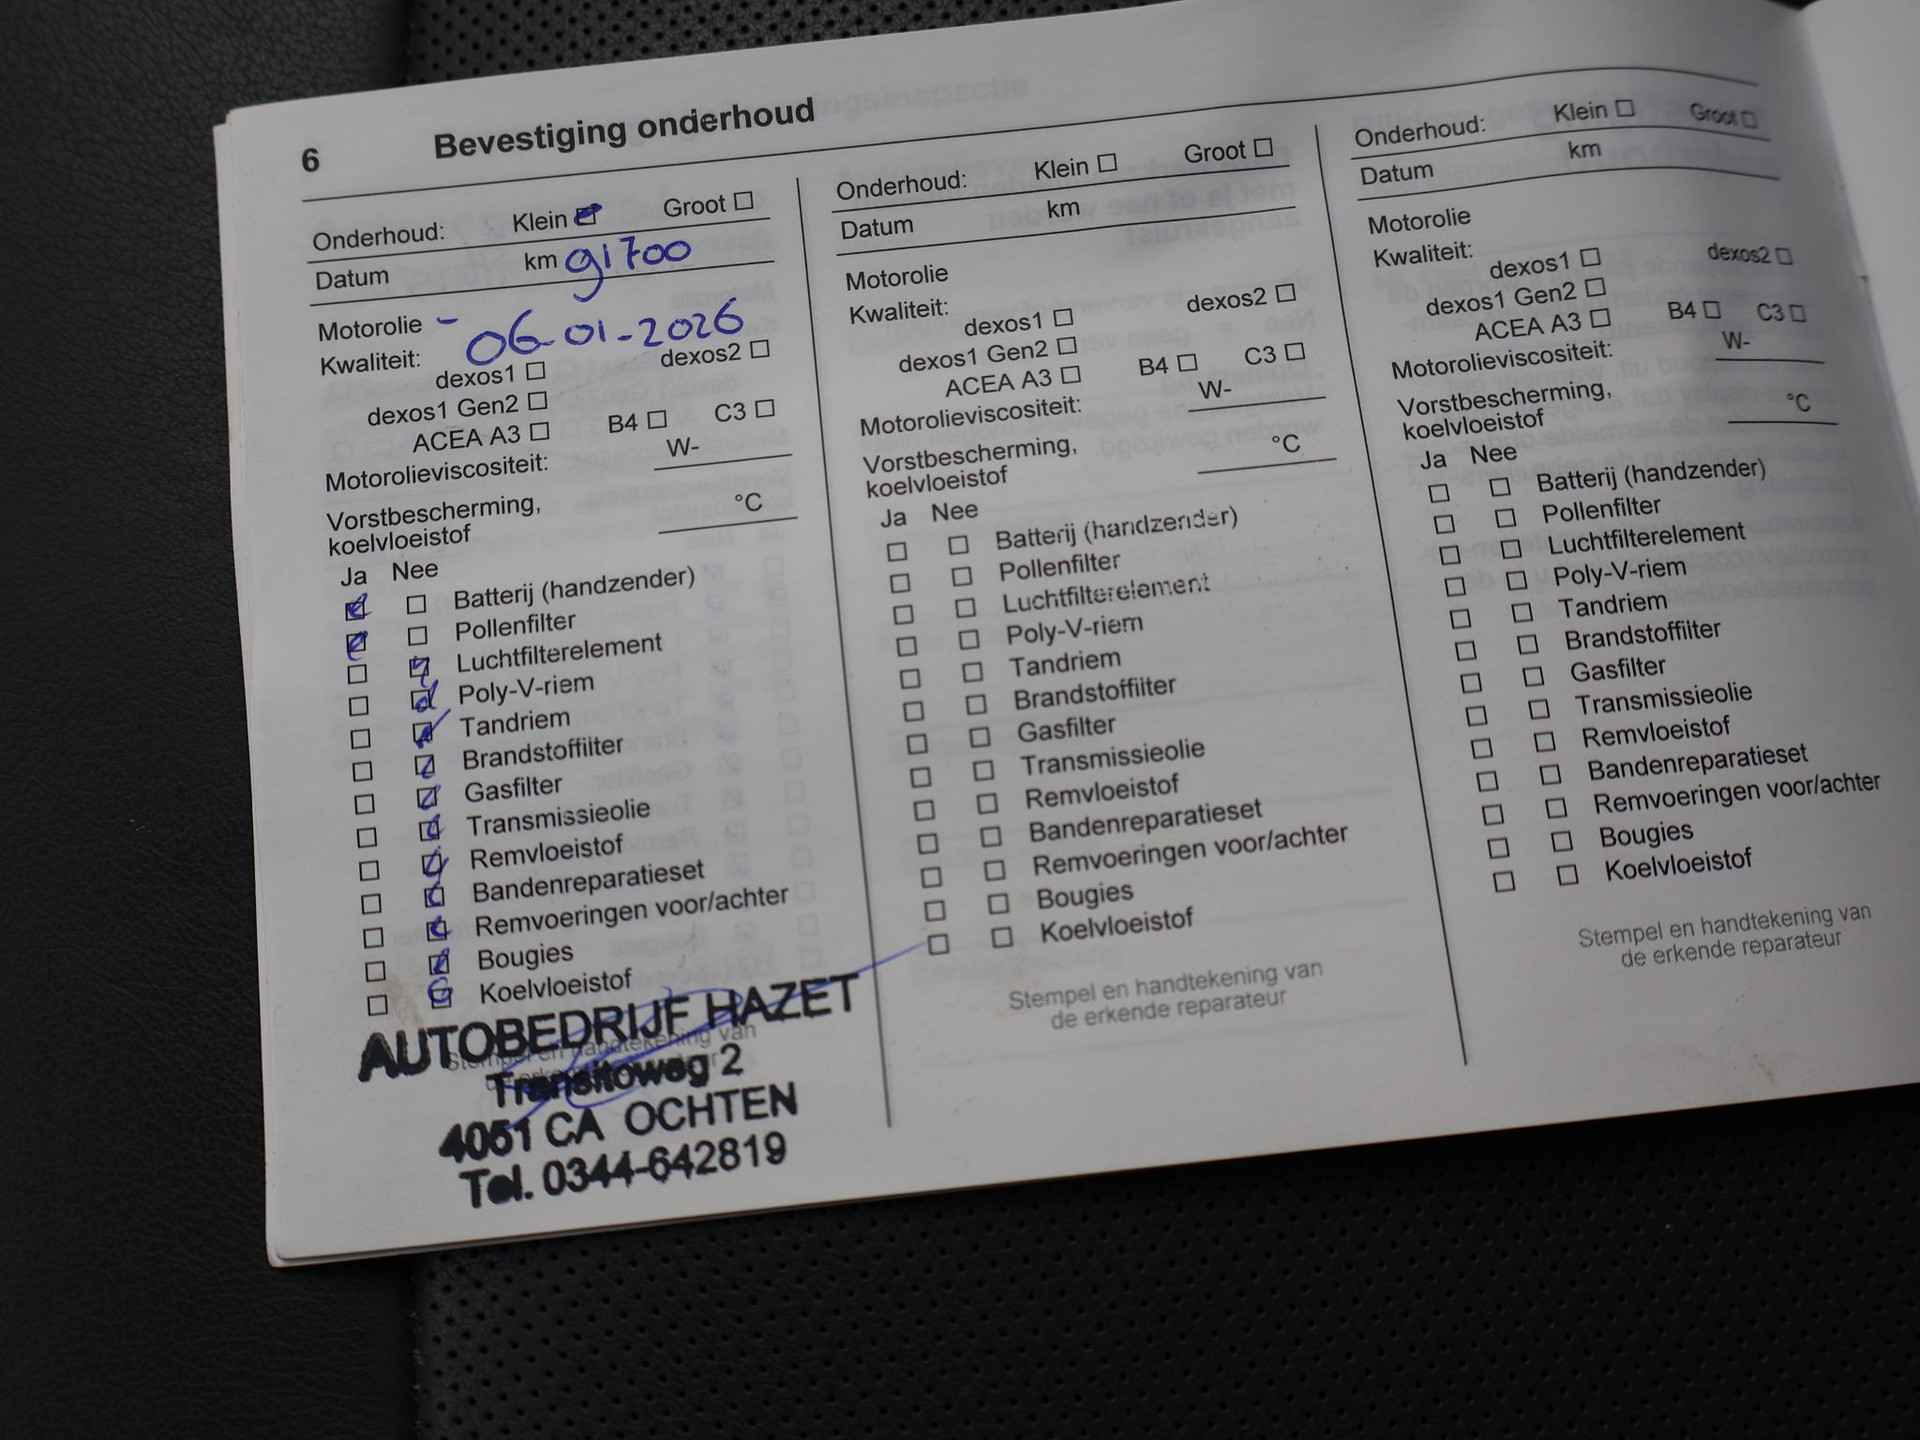 6 Bevestiging onderhoud
Onderhoud: Klein Groot
Datum km 91700
Motorolie - 06-01-2026
Kwaliteit:
dexos1 dexos2
dexos1 Gen2
ACEA A3 B4 C3
Motorolieviscositeit: W-
Vorstbescherming,
koelvloeistof °C
Ja Nee
Batterij (handzender)
Pollenfilter
Luchtfilterelement
Poly-V-riem
Tandriem
Brandstoffilter
Gasfilter
Transmissieolie
Remvloeistof
Bandenreparatieset
Remvoeringen voor/achter
Bougies
Koelvloeistof
Stempel en handtekening van
AUTOBEDRIJF HAZET
Transitoweg 2
4051 CA OCHTEN
Tel. 0344-642819
Onderhoud: Klein Groot
Datum km
Motorolie
Kwaliteit:
dexos1 dexos2
dexos1 Gen2
ACEA A3 B4 C3
Motorolieviscositeit: W-
Vorstbescherming,
koelvloeistof °C
Ja Nee
Batterij (handzender)
Pollenfilter
Luchtfilterelement
Poly-V-riem
Tandriem
Brandstoffilter
Gasfilter
Transmissieolie
Remvloeistof
Bandenreparatieset
Remvoeringen voor/achter
Bougies
Koelvloeistof
Stempel en handtekening van
de erkende reparateur
Onderhoud: Klein Groot
Datum km
Motorolie
Kwaliteit:
dexos1 dexos2
dexos1 Gen2
ACEA A3 B4 C3
Motorolieviscositeit: W-
Vorstbescherming,
koelvloeistof °C
Ja Nee
Batterij (handzender)
Pollenfilter
Luchtfilterelement
Poly-V-riem
Tandriem
Brandstoffilter
Gasfilter
Transmissieolie
Remvloeistof
Bandenreparatieset
Remvoeringen voor/achter
Bougies
Koelvloeistof
Stempel en handtekening van
de erkende reparateur